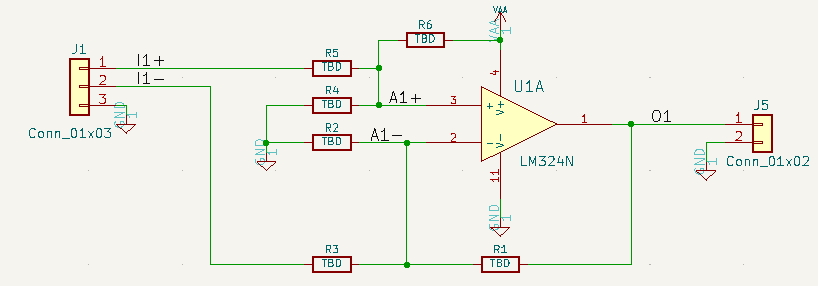 J1
1
2
3
Conn_01x03
I1+
I1-
GND
1
R5
TBD
R4
TBD
R2
TBD
GND
1
R3
TBD
R6
TBD
A1+
A1-
VAA
VAA
1
4
3
2
+
-
V+
V-
U1A
1
LM324N
11
GND
1
R1
TBD
O1
J5
1
2
Conn_01x02
GND
1